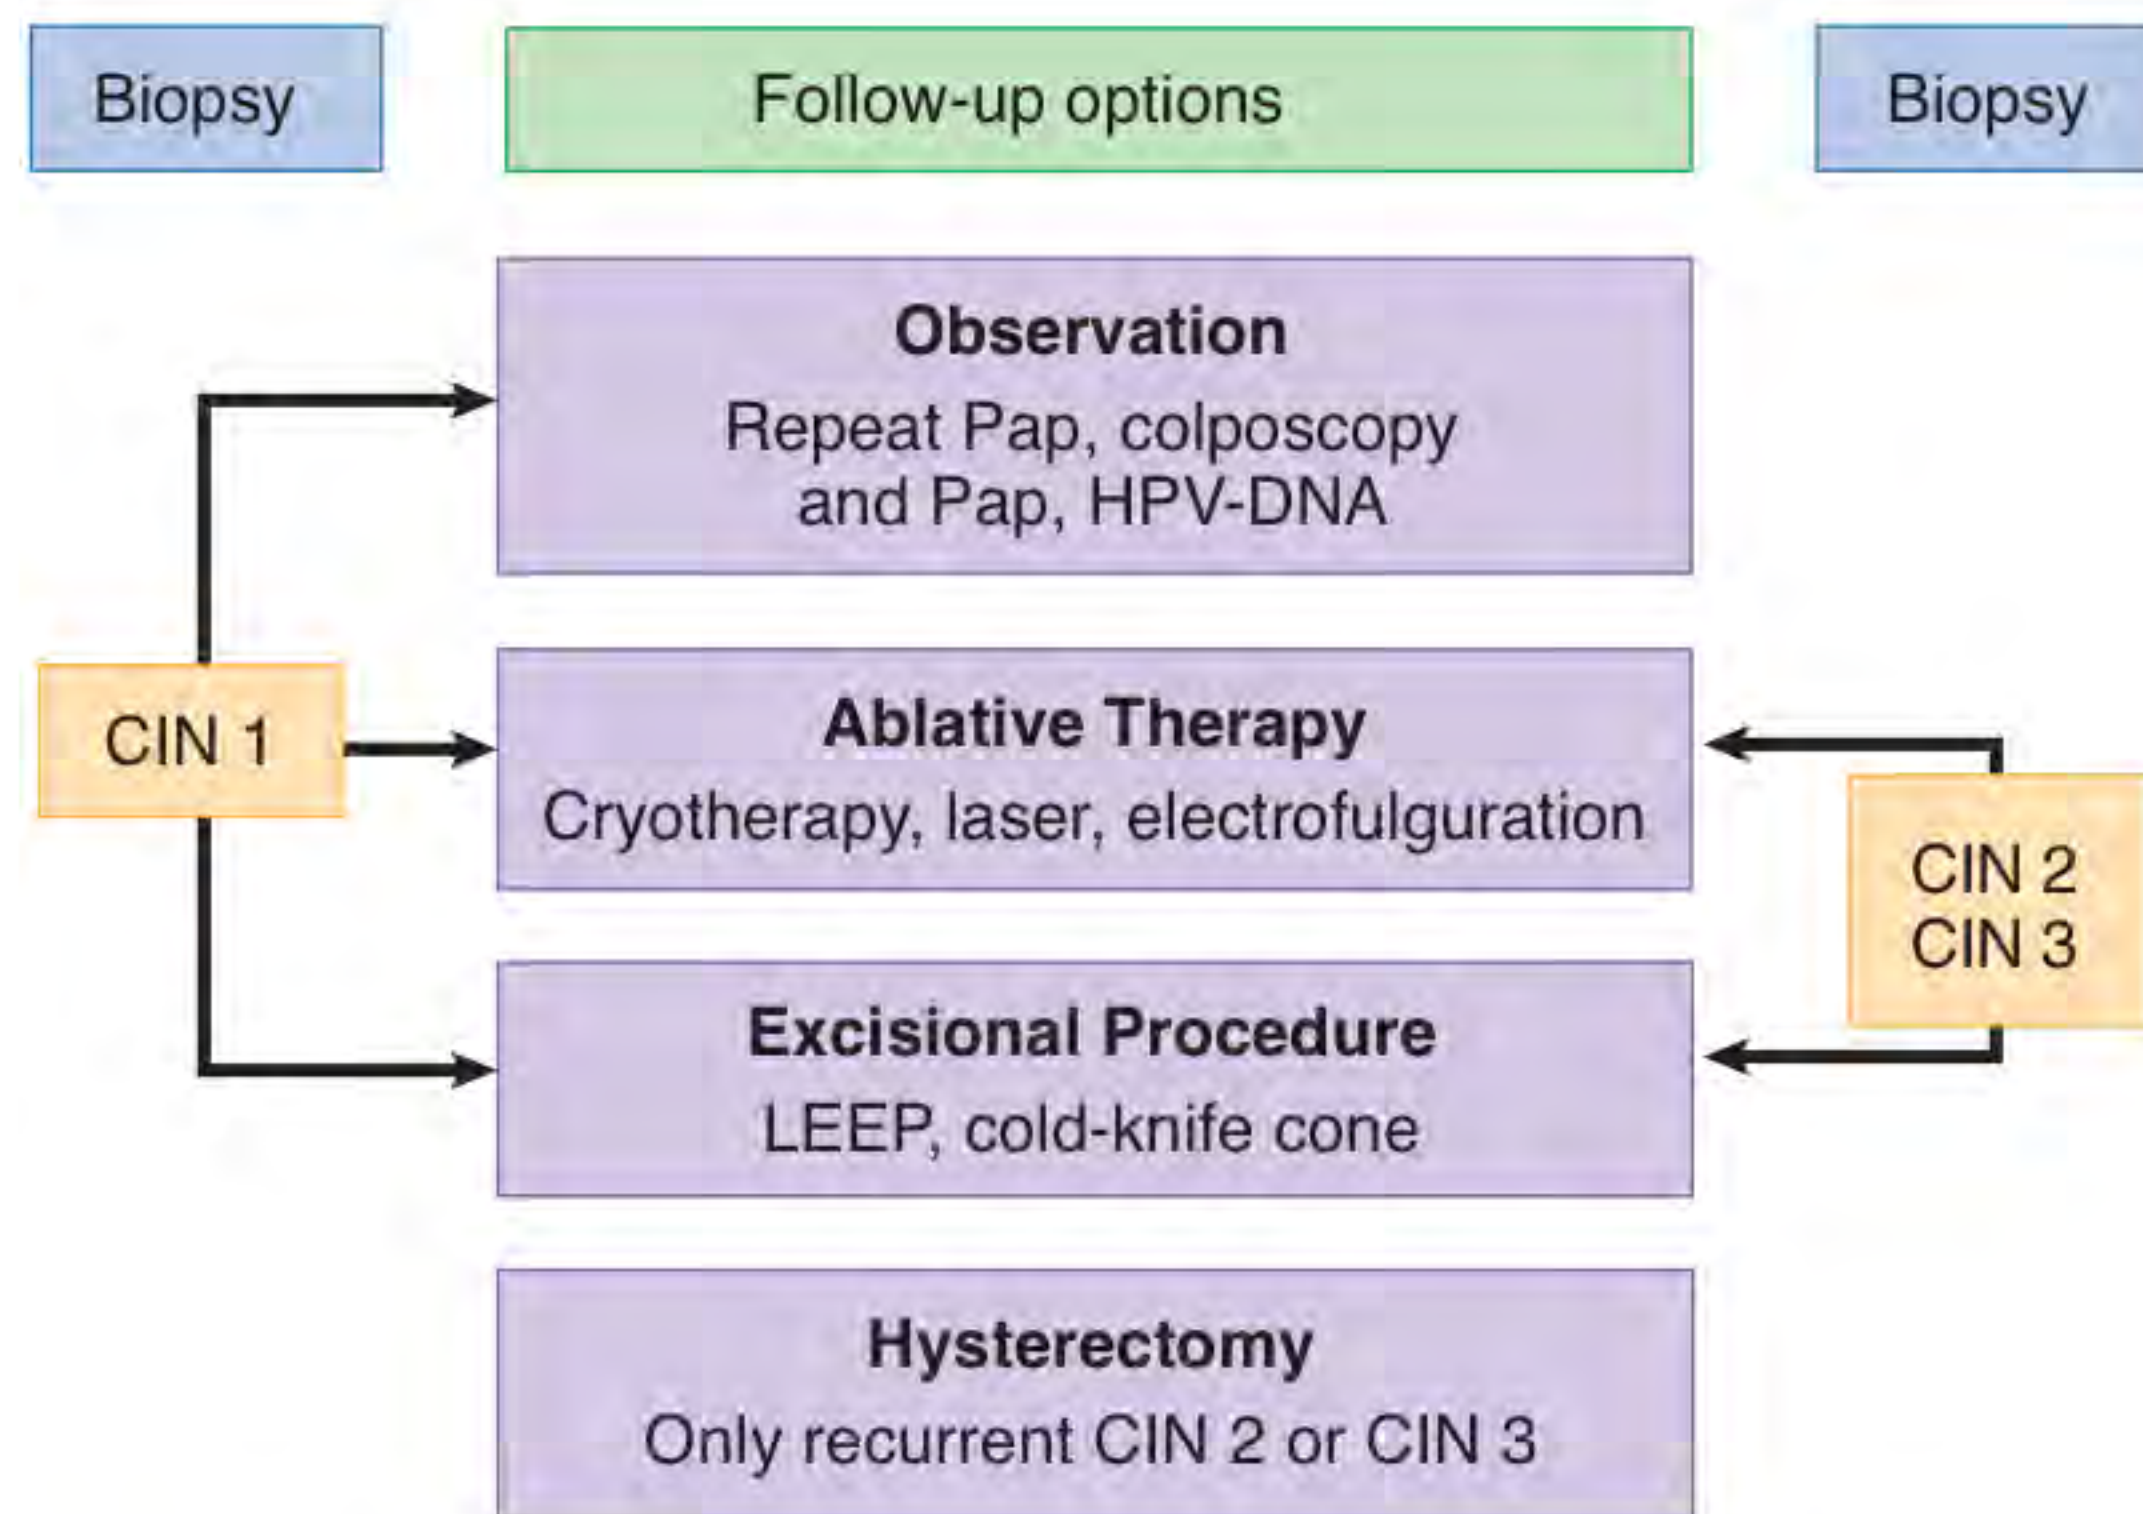 Biopsy
Follow-up options
Biopsy
Observation
Repeat Pap, colposcopy
and Pap, HPV-DNA
CIN 1
Ablative Therapy
Cryotherapy, laser, electrofulguration
CIN 2
CIN 3
Excisional Procedure
LEEP, cold-knife cone
Hysterectomy
Only recurrent CIN 2 or CIN 3